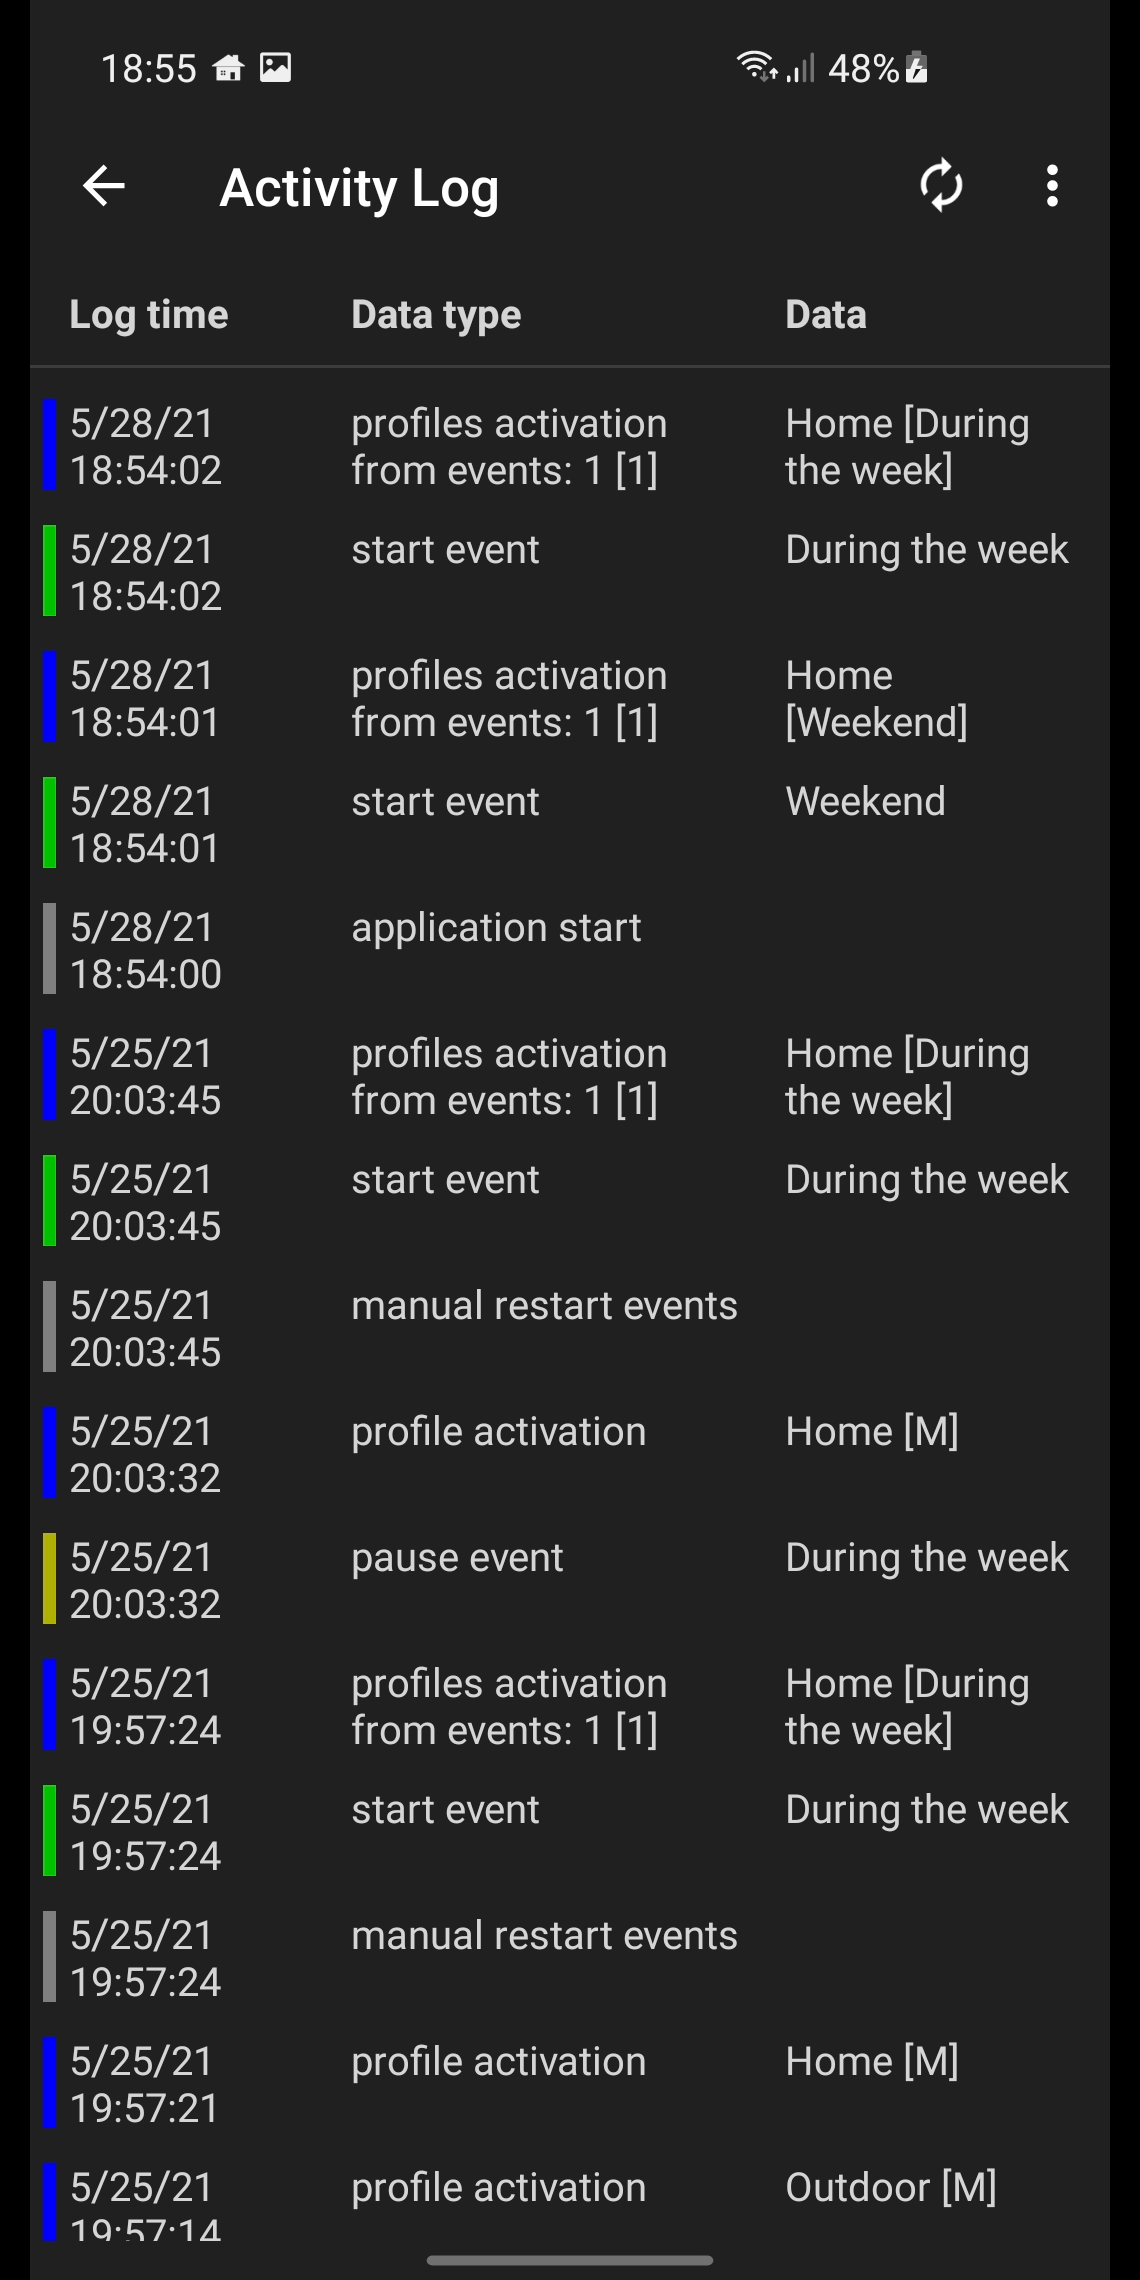 18:55 48%
Activity Log
Log time Data type Data
5/28/21 profiles activation Home [During
18:54:02 from events: 1 [1] the week]
5/28/21 start event During the week
18:54:02
5/28/21 profiles activation Home
18:54:01 from events: 1 [1] [Weekend]
5/28/21 start event Weekend
18:54:01
5/28/21 application start
18:54:00
5/25/21 profiles activation Home [During
20:03:45 from events: 1 [1] the week]
5/25/21 start event During the week
20:03:45
5/25/21 manual restart events
20:03:45
5/25/21 profile activation Home [M]
20:03:32
5/25/21 pause event During the week
20:03:32
5/25/21 profiles activation Home [During
19:57:24 from events: 1 [1] the week]
5/25/21 start event During the week
19:57:24
5/25/21 manual restart events
19:57:24
5/25/21 profile activation Home [M]
19:57:21
5/25/21 profile activation Outdoor [M]
19:57:14